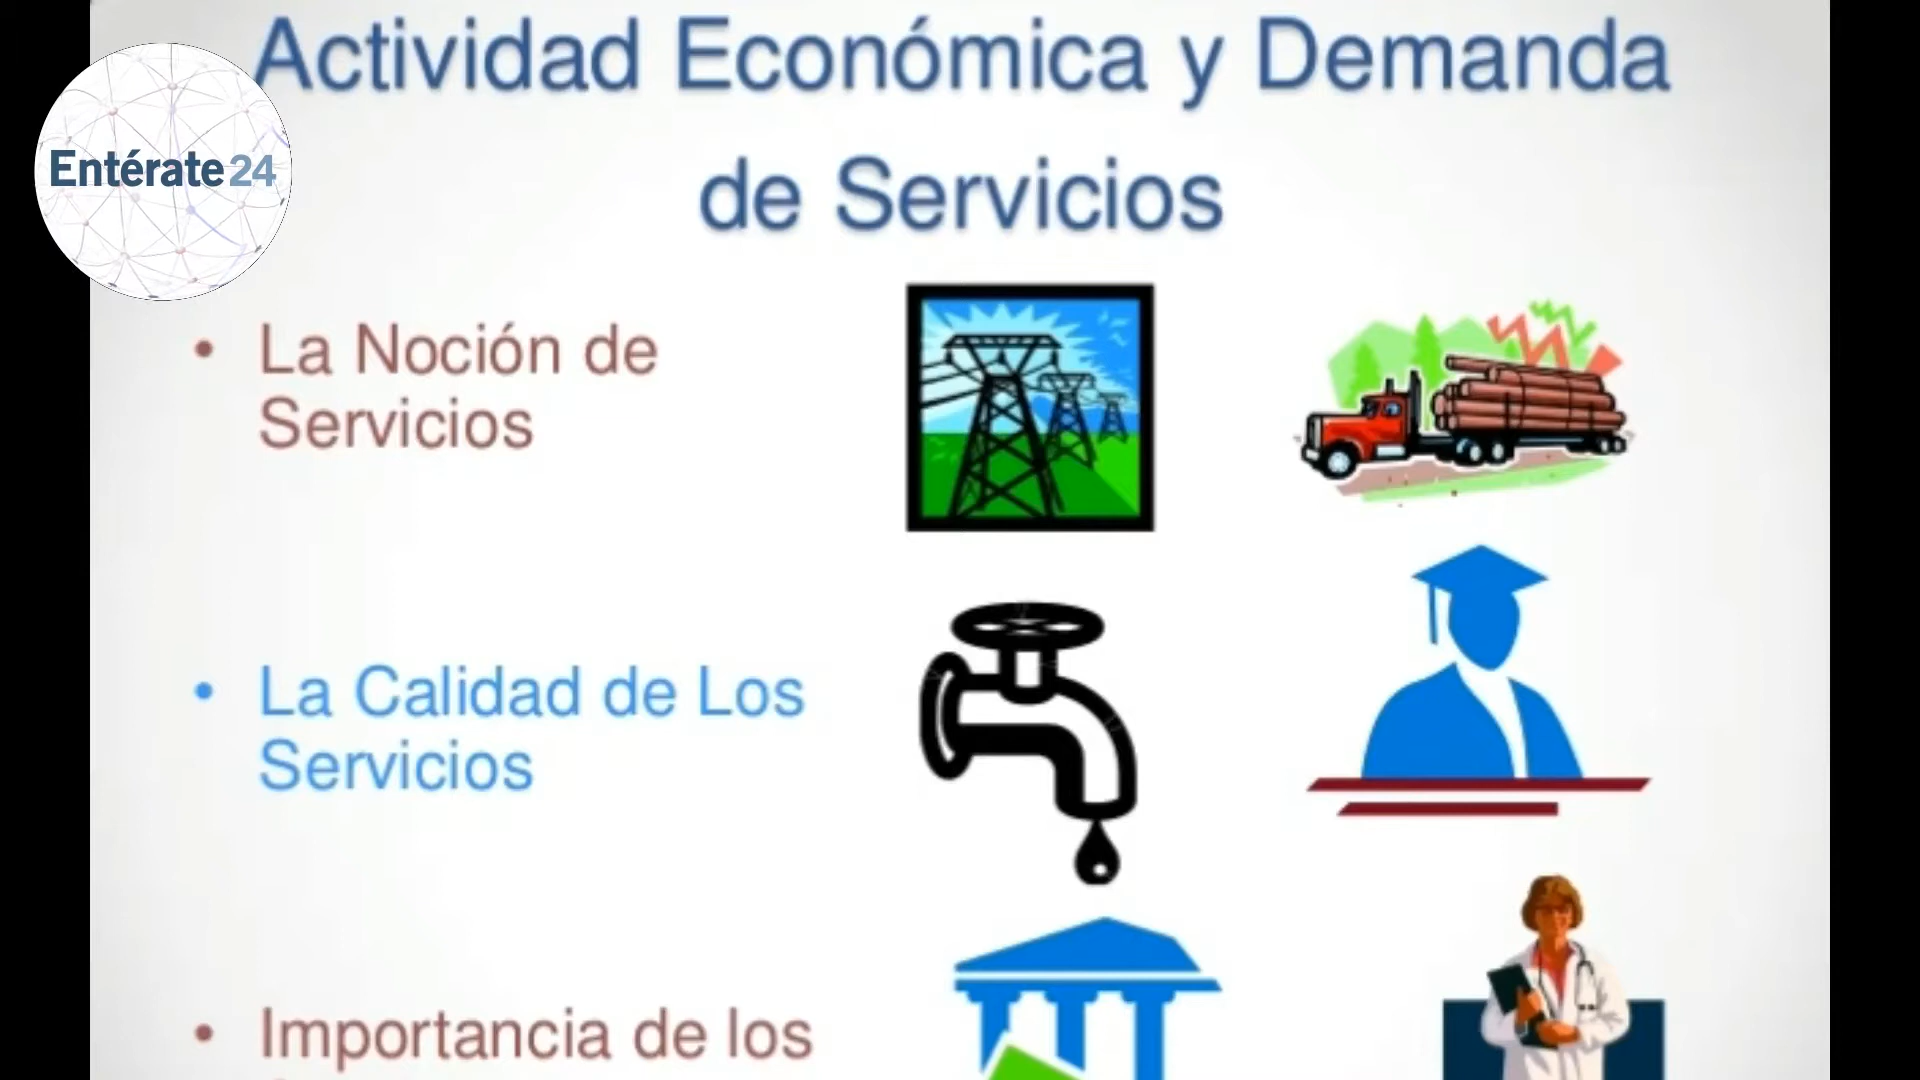 Actividad Económica y Demanda
de Servicios
Entérate24
• La Noción de
Servicios
• La Calidad de Los
Servicios
• Importancia de los